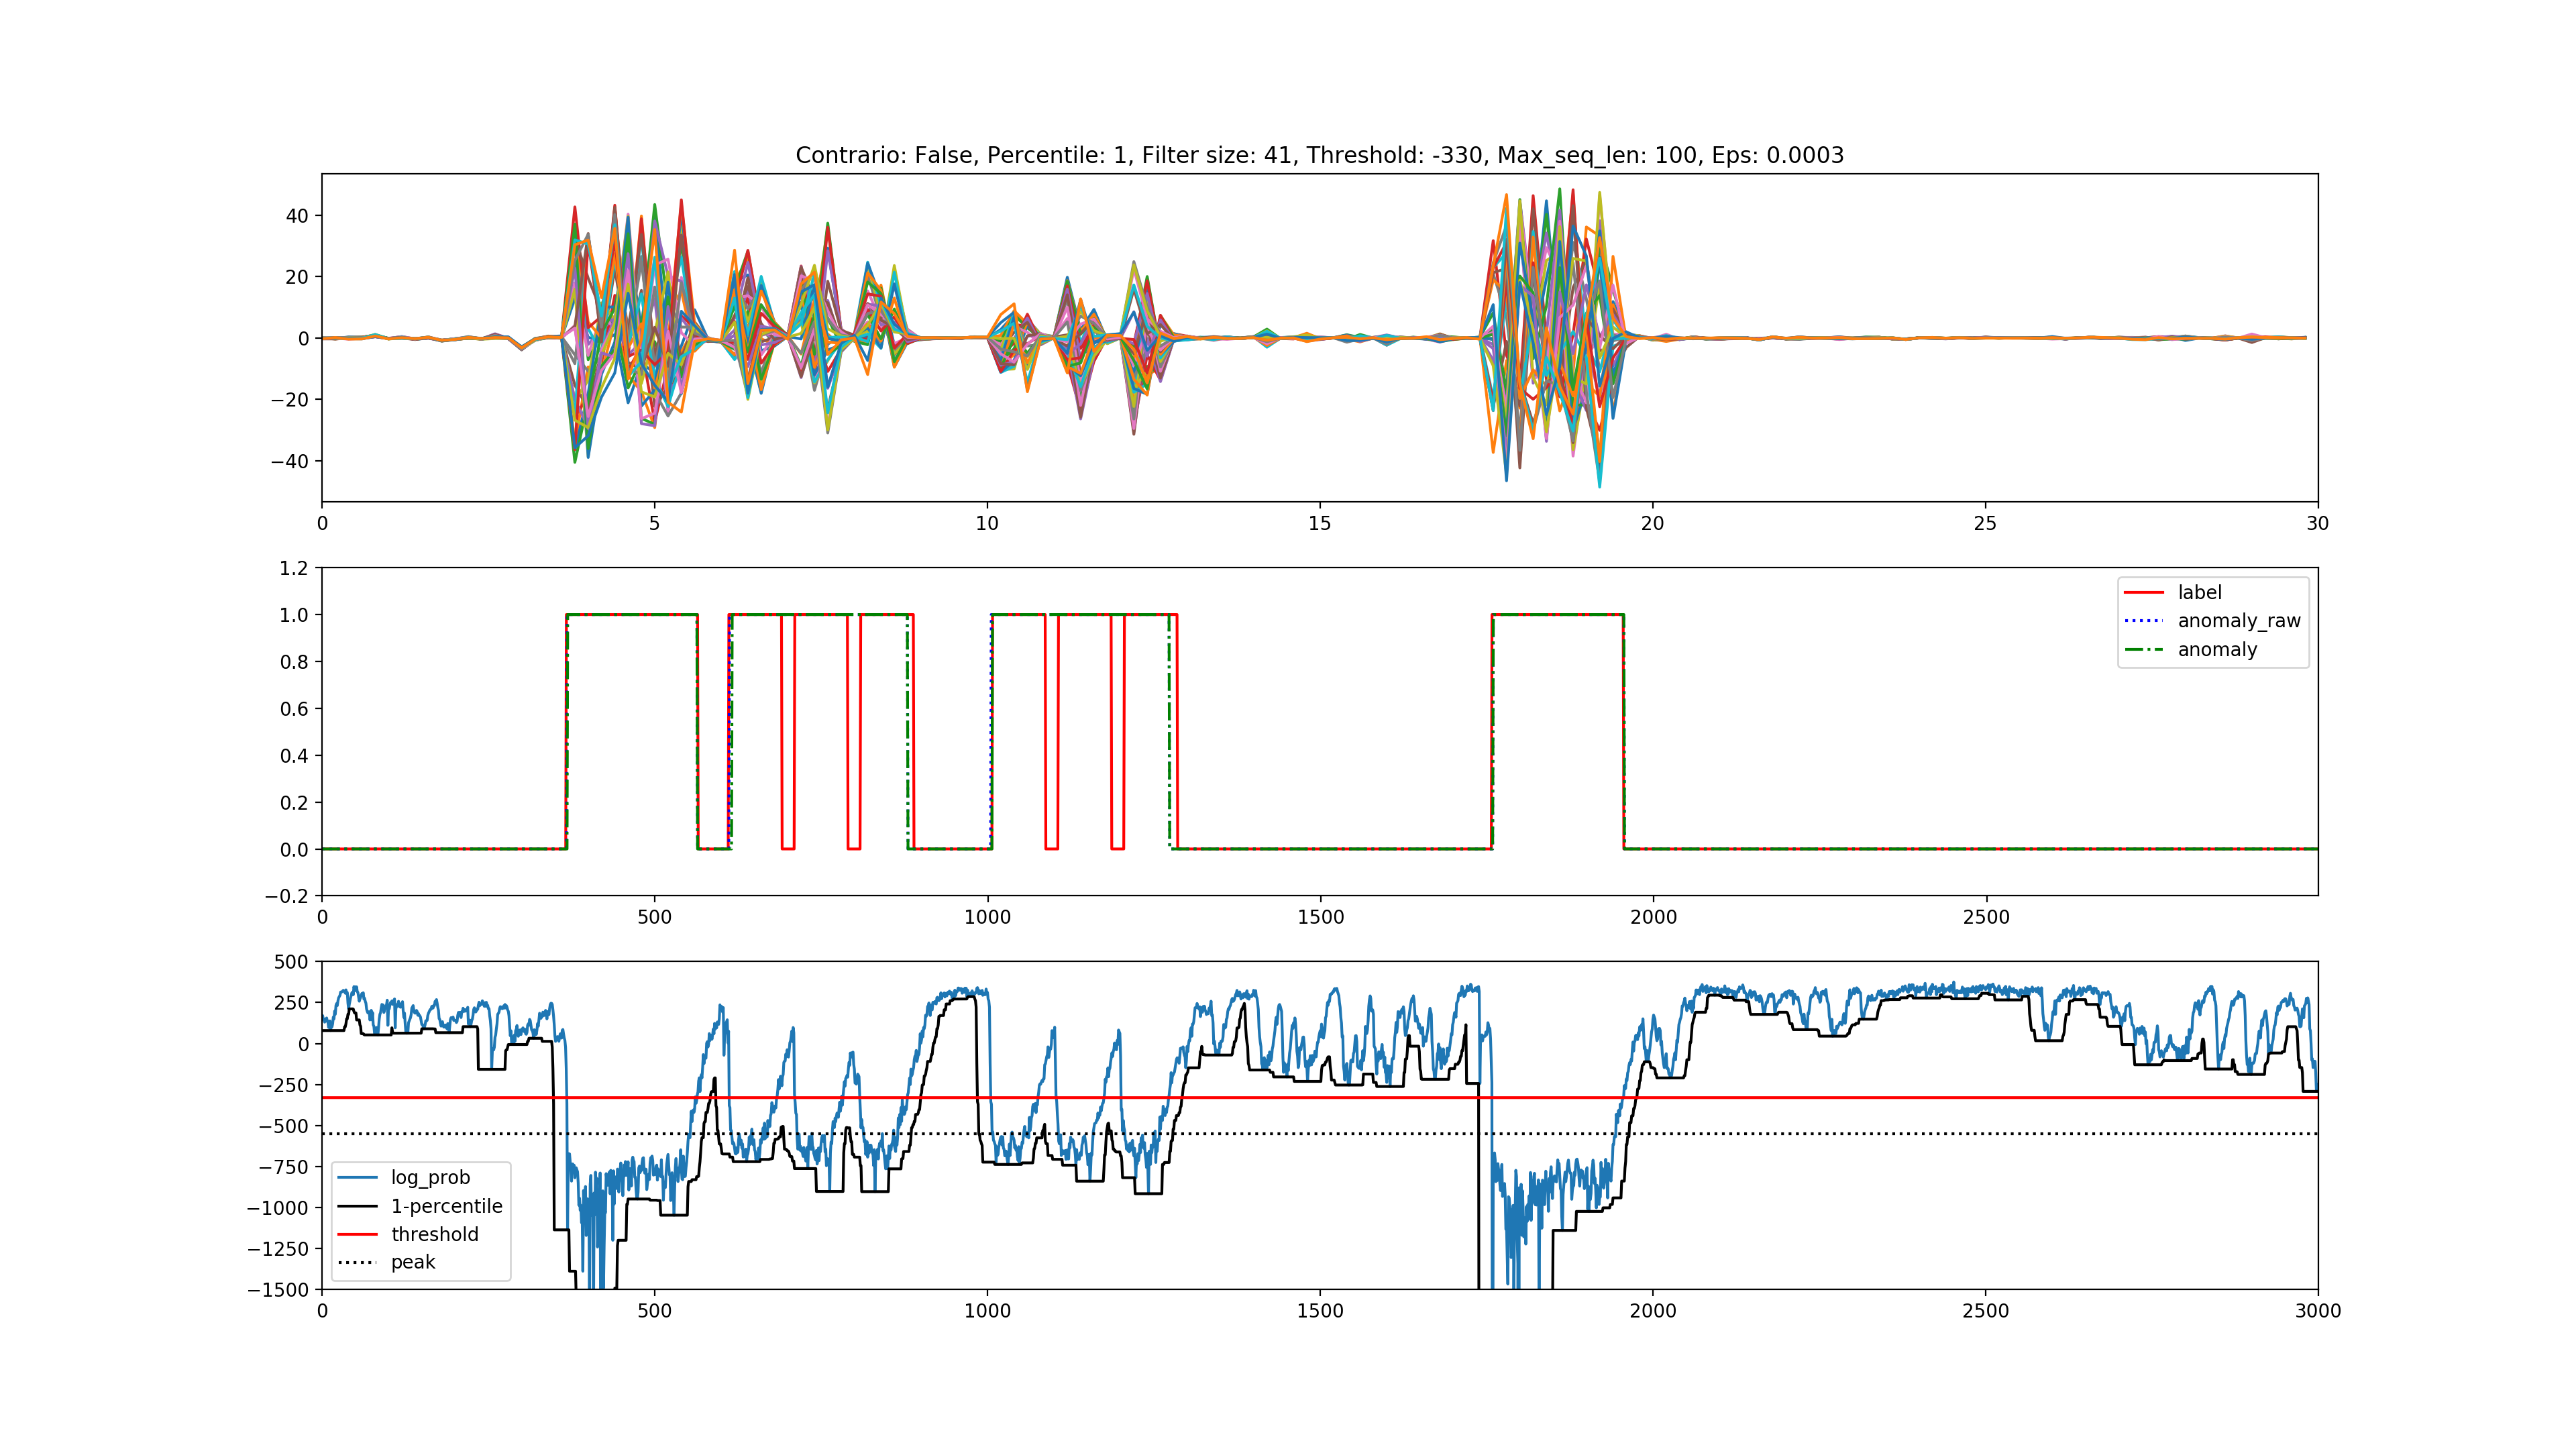 Contrario: False, Percentile: 1, Filter size: 41, Threshold: -330, Max_seq_len: 100, Eps: 0.0003
40
20
0
−20
−40
0 5 10 15 20 25 30
1.2
1.0
0.8
0.6
0.4
0.2
0.0
−0.2
label
anomaly_raw
anomaly
0 500 1000 1500 2000 2500
500
250
0
−250
−500
−750
−1000
−1250
−1500
log_prob
1-percentile
threshold
peak
0 500 1000 1500 2000 2500 3000